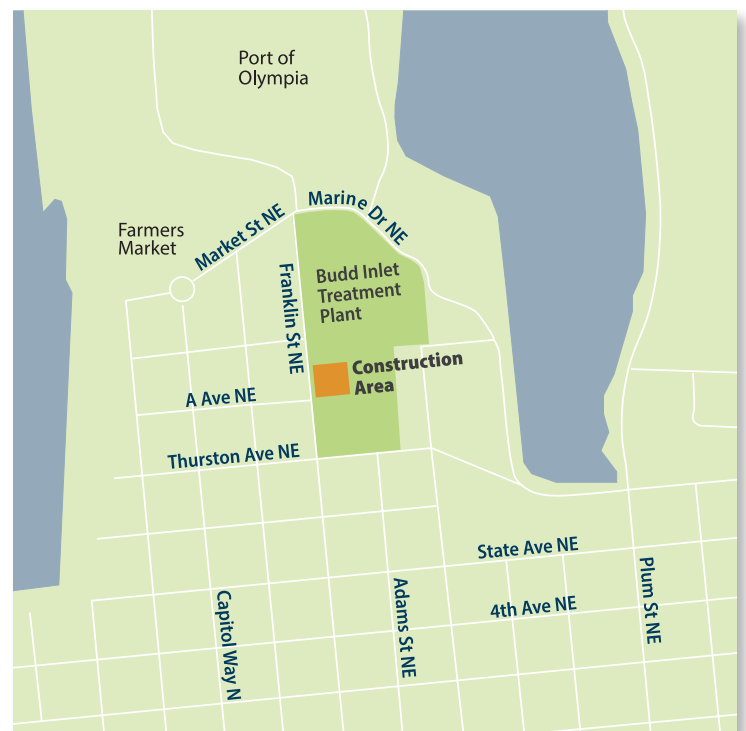 Port of
Olympia
Marine Dr NE
Market St NE
Farmers
Market
Budd Inlet
Treatment
Plant
Franklin St NE
Construction
Area
A Ave NE
Thurston Ave NE
State Ave NE
4th Ave NE
Plum St NE
Adams St NE
Capitol Way N